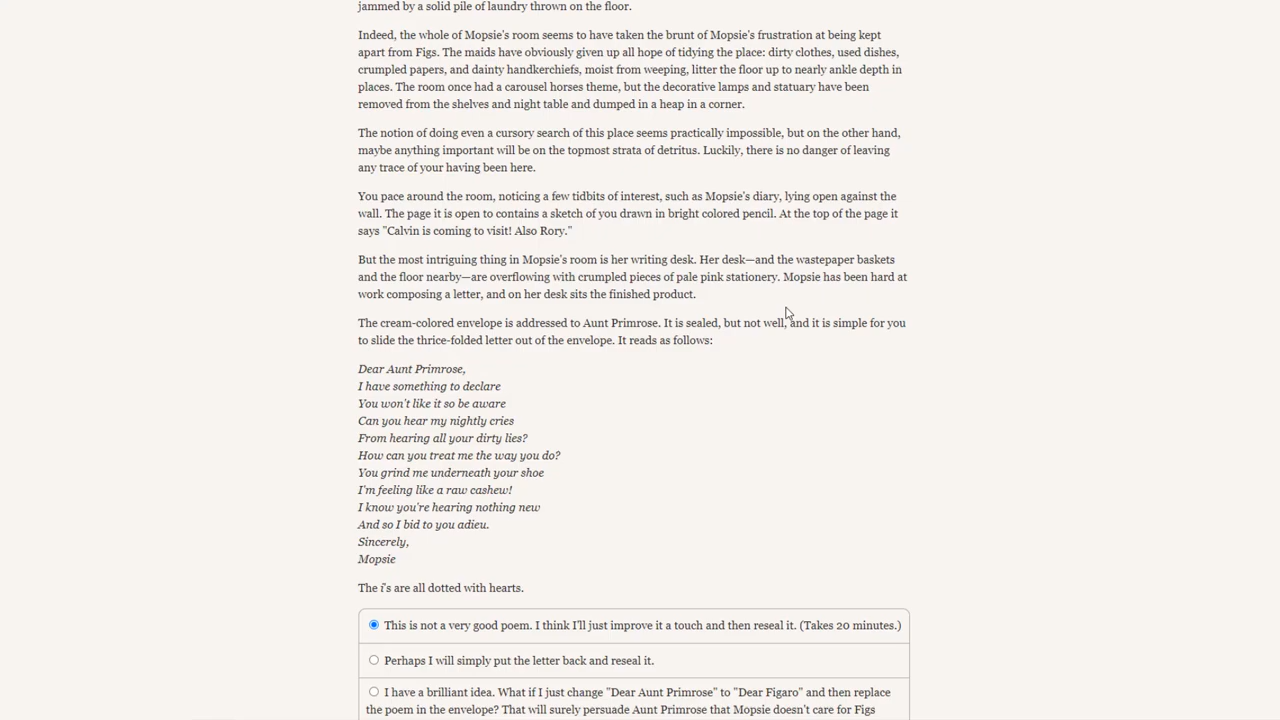 jammed by a solid pile of laundry thrown on the floor.
Indeed, the whole of Mopsie's room seems to have taken the brunt of Mopsie's frustration at being kept
apart from Figs. The maids have obviously given up all hope of tidying the place: dirty clothes, used dishes,
crumpled papers, and dainty handkerchiefs, moist from weeping, litter the floor up to nearly ankle depth in
places. The room once had a carousel horses theme, but the decorative lamps and statuary have been
removed from the shelves and night table and dumped in a heap in a corner.
The notion of doing even a cursory search of this place seems practically impossible, but on the other hand,
maybe anything important will be on the topmost strata of detritus. Luckily, there is no danger of leaving
any trace of your having been here.
You pace around the room, noticing a few tidbits of interest, such as Mopsie's diary, lying open against the
wall. The page it is open to contains a sketch of you drawn in bright colored pencil. At the top of the page it
says "Calvin is coming to visit! Also Rory."
But the most intriguing thing in Mopsie's room is her writing desk. Her desk—and the wastepaper baskets
and the floor nearby—are overflowing with crumpled pieces of pale pink stationery. Mopsie has been hard at
work composing a letter, and on her desk sits the finished product.
The cream-colored envelope is addressed to Aunt Primrose. It is sealed, but not well, and it is simple for you
to slide the thrice-folded letter out of the envelope. It reads as follows:
Dear Aunt Primrose,
I have something to declare
You won't like it so be aware
Can you hear my nightly cries
From hearing all your dirty lies?
How can you treat me the way you do?
You grind me underneath your shoe
I'm feeling like a raw cashew!
I know you're hearing nothing new
And so I bid to you adieu.
Sincerely,
Mopsie
The i's are all dotted with hearts.
This is not a very good poem. I think I'll just improve it a touch and then reseal it. (Takes 20 minutes.)
Perhaps I will simply put the letter back and reseal it.
I have a brilliant idea. What if I just change "Dear Aunt Primrose" to "Dear Figaro" and then replace
the poem in the envelope? That will surely persuade Aunt Primrose that Mopsie doesn't care for Figs